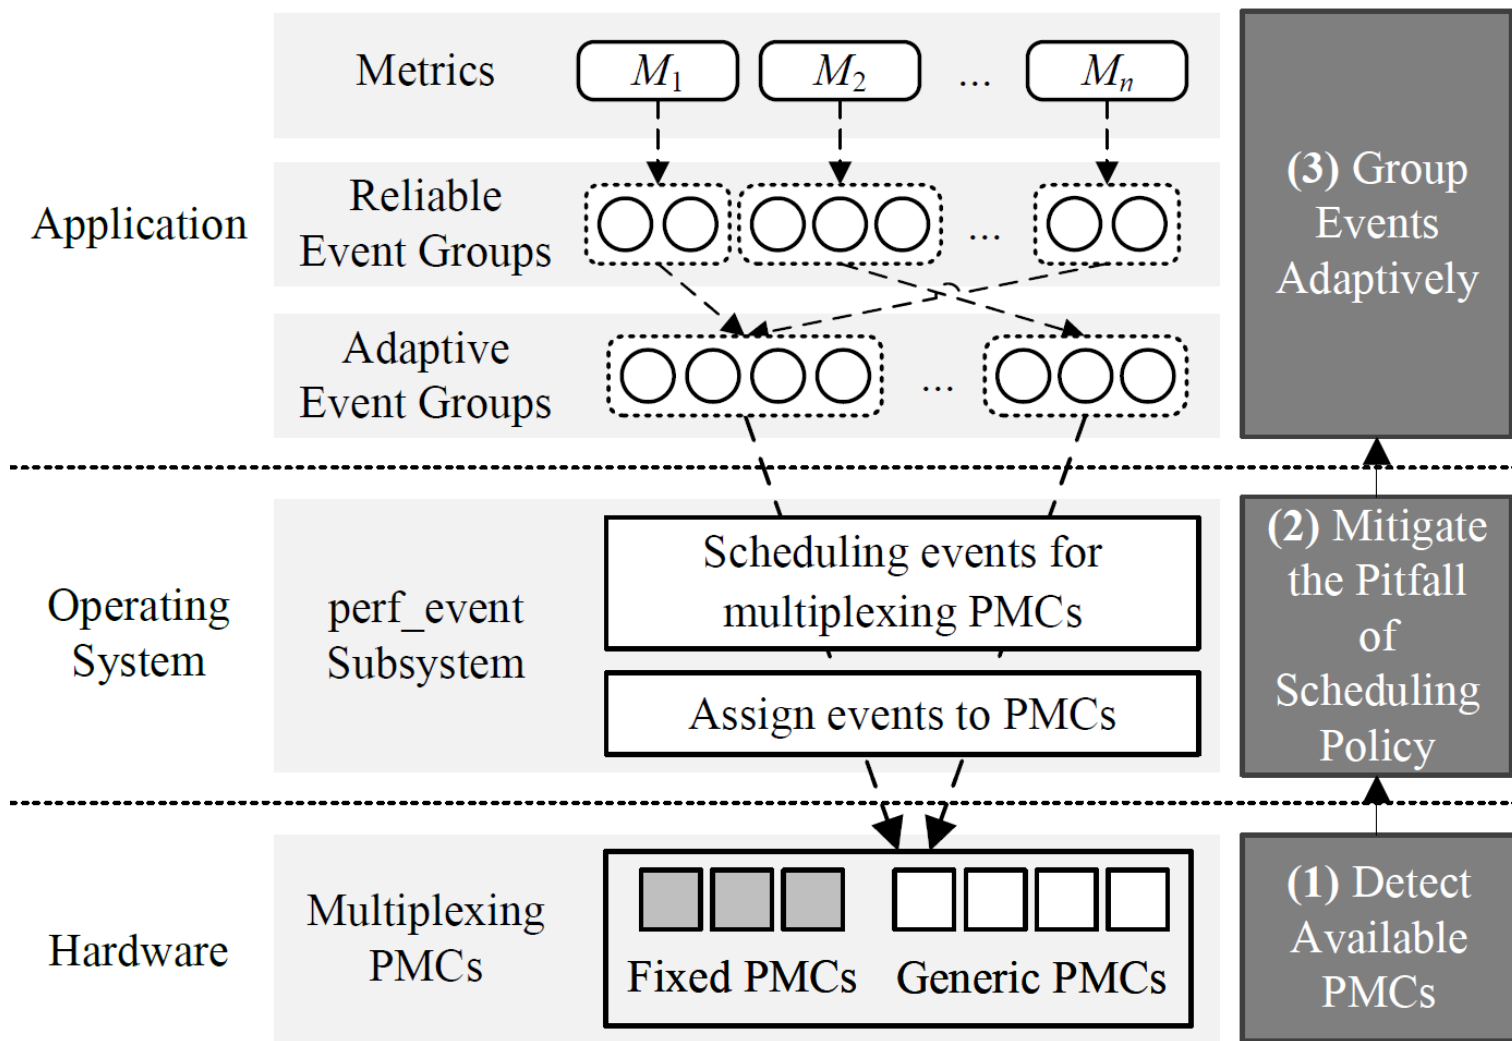 Application
Metrics
M1
M2
...
Mn
Reliable
Event Groups
...
Adaptive
Event Groups
...
(3) Group
Events
Adaptively
Operating
System
perf_event
Subsystem
Scheduling events for
multiplexing PMCs
Assign events to PMCs
(2) Mitigate
the Pitfall
of
Scheduling
Policy
Hardware
Multiplexing
PMCs
Fixed PMCs
Generic PMCs
(1) Detect
Available
PMCs